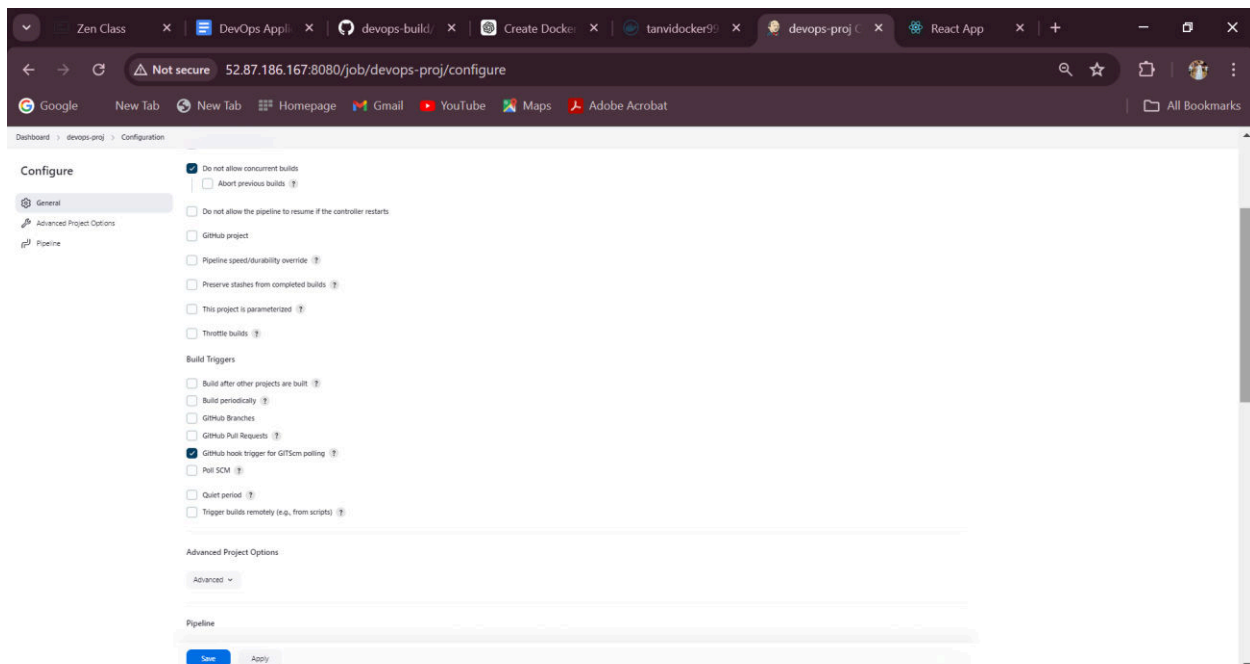 Zen Class
DevOps Appli
devops-build/
Create Docker
tanvidocker99
devops-proj C
React App
Not secure 52.87.186.167:8080/job/devops-proj/configure
Google New Tab New Tab Homepage Gmail YouTube Maps Adobe Acrobat All Bookmarks
Dashboard > devops-proj > Configuration
Configure
General
Advanced Project Options
Pipeline
Do not allow concurrent builds
Abort previous builds ?
Do not allow the pipeline to resume if the controller restarts
GitHub project
Pipeline speed/durability override ?
Preserve stashes from completed builds ?
This project is parameterized ?
Throttle builds ?
Build Triggers
Build after other projects are built ?
Build periodically ?
GitHub Branches
GitHub Pull Requests ?
GitHub hook trigger for GITScm polling ?
Poll SCM ?
Quiet period ?
Trigger builds remotely (e.g., from scripts) ?
Advanced Project Options
Advanced
Pipeline
Save Apply